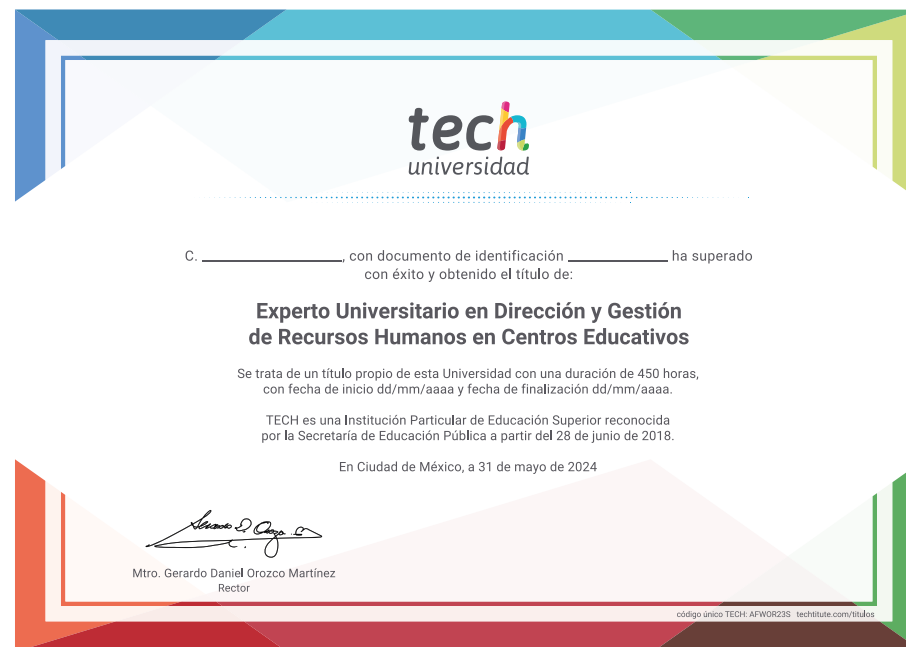 tech
universidad
C. ____________, con documento de identificación ____________ ha superado
con éxito y obtenido el título de:
Experto Universitario en Dirección y Gestión
de Recursos Humanos en Centros Educativos
Se trata de un título propio de esta Universidad con una duración de 450 horas,
con fecha de inicio dd/mm/aaaa y fecha de finalización dd/mm/aaaa.
TECH es una Institución Particular de Educación Superior reconocida
por la Secretaría de Educación Pública a partir del 28 de junio de 2018.
En Ciudad de México, a 31 de mayo de 2024
Mtro. Gerardo Daniel Orozco Martínez
Rector
código único TECH: AFWOR23S techtitute.com/titulos